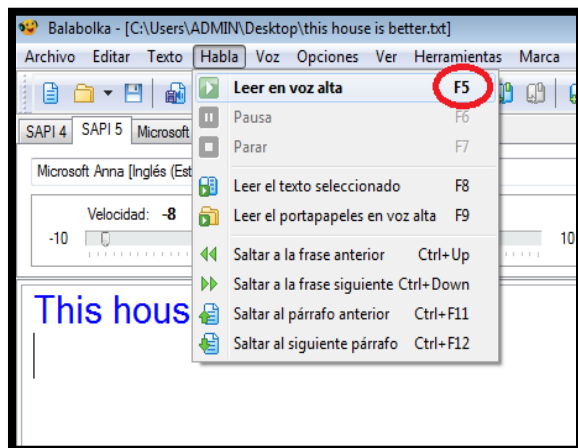 Balabolka - [C:\Users\ADMIN\Desktop\this house is better.txt]
Archivo Editar Texto Habla Voz Opciones Ver Herramientas Marca
Leer en voz alta F5
Pausa F6
Parar F7
Leer el texto seleccionado F8
Leer el portapapeles en voz alta F9
Saltar a la frase anterior Ctrl+Up
Saltar a la frase siguiente Ctrl+Down
Saltar al párrafo anterior Ctrl+F11
Saltar al siguiente párrafo Ctrl+F12
SAPI 4 SAPI 5 Microsoft
Microsoft Anna [Inglés (Est
Velocidad: -8
-10 10
This hous